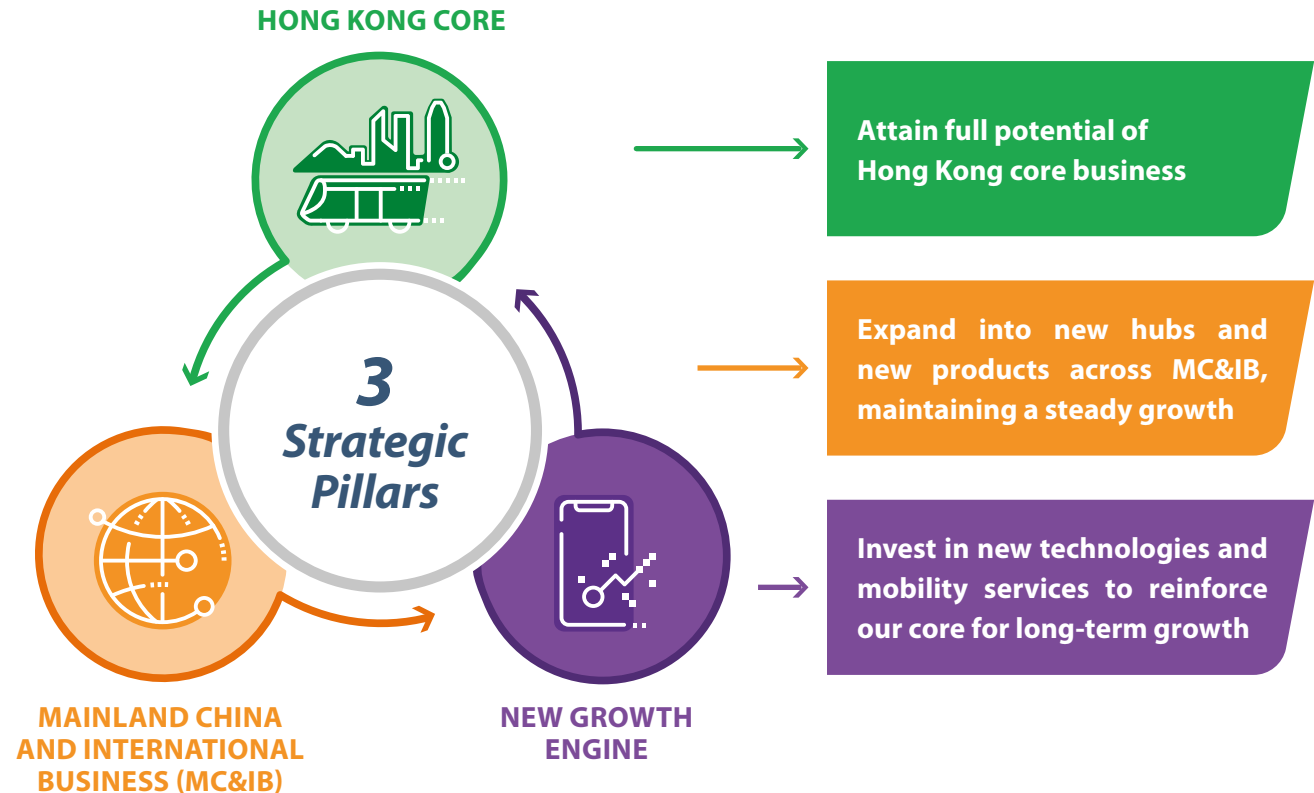 HONG KONG CORE
Attain full potential of
Hong Kong core business
3
Strategic
Pillars
Expand into new hubs and
new products across MC&IB,
maintaining a steady growth
Invest in new technologies and
mobility services to reinforce
our core for long-term growth
MAINLAND CHINA
AND INTERNATIONAL
BUSINESS (MC&IB)
NEW GROWTH
ENGINE